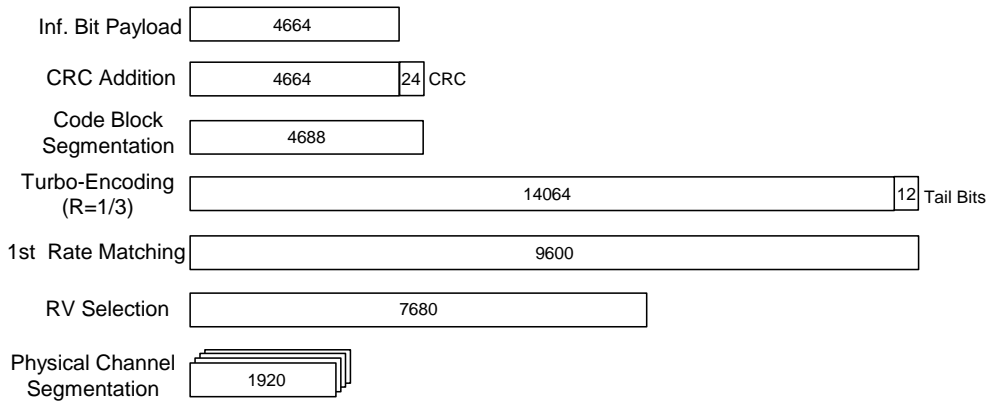 Inf. Bit Payload 4664
CRC Addition 4664 24 CRC
Code Block
Segmentation 4688
Turbo-Encoding
(R=1/3) 14064 12 Tail Bits
1st Rate Matching 9600
RV Selection 7680
Physical Channel
Segmentation 1920